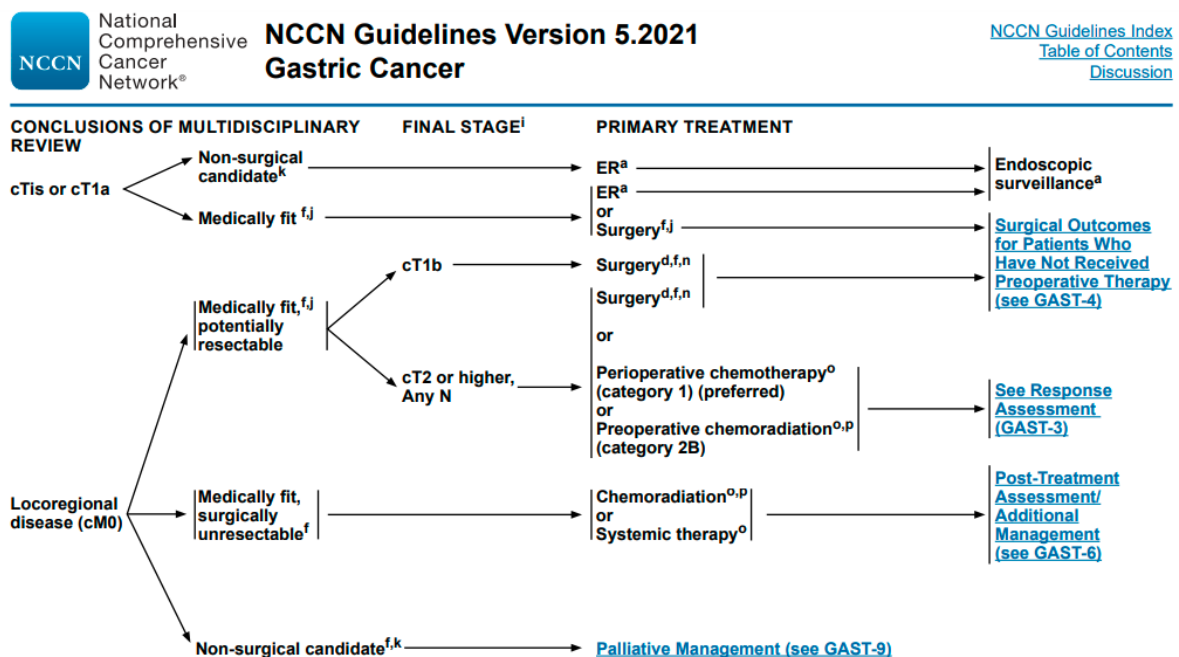 National
Comprehensive
NCCN Cancer
Network®
NCCN Guidelines Version 5.2021
Gastric Cancer
NCCN Guidelines Index
Table of Contents
Discussion
CONCLUSIONS OF MULTIDISCIPLINARY
REVIEW
FINAL STAGEi
PRIMARY TREATMENT
cTis or cT1a
Non-surgical
candidatek
ERa
Endoscopic
surveillancea
Medically fit f,j
ERa
or
Surgeryf,j
Surgical Outcomes
for Patients Who
Have Not Received
Preoperative Therapy
(see GAST-4)
Locoregional
disease (cM0)
Medically fit,f,j
potentially
resectable
cT1b
Surgeryd,f,n
cT2 or higher,
Any N
Surgeryd,f,n
or
Perioperative chemotherapyo
(category 1) (preferred)
or
Preoperative chemoradiationo,p
(category 2B)
See Response
Assessment
(GAST-3)
Medically fit,
surgically
unresectablef
Chemoradiationo,p
or
Systemic therapyo
Post-Treatment
Assessment/
Additional
Management
(see GAST-6)
Non-surgical candidatef,k
Palliative Management (see GAST-9)